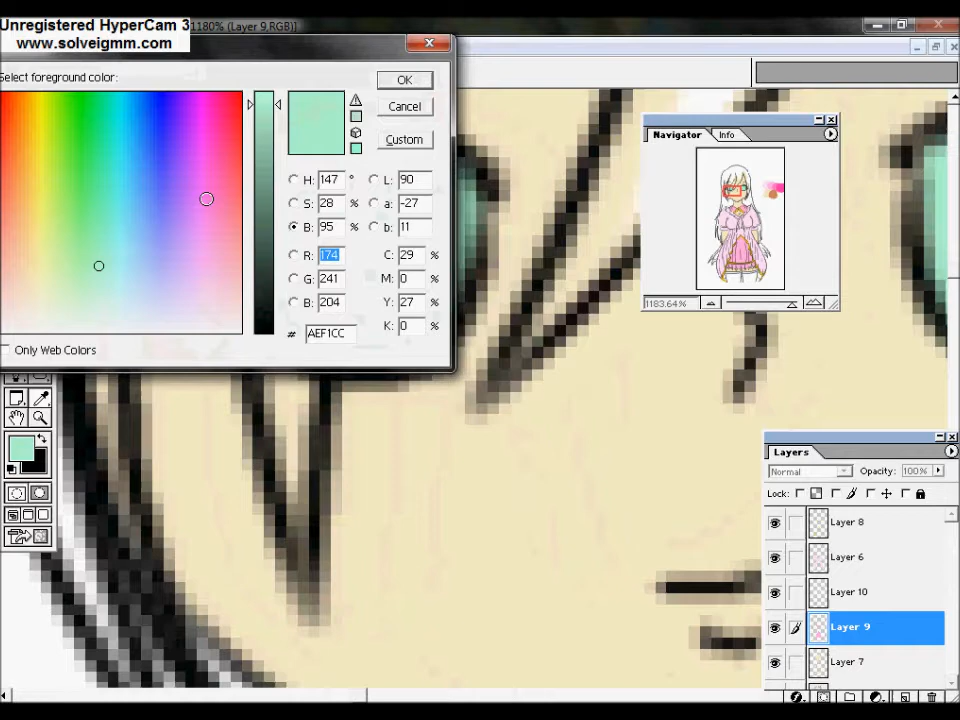 Unregistered HyperCam 3
1180% (Layer 9,RGB)]
www.solveigmm.com
Select foreground color:
OK
Cancel
Custom
H: 147 °
S: 28 %
B: 95 %
R: 174
G: 241
B: 204
# AEF1CC
L: 90
a: -27
b: 11
C: 29 %
M: 0 %
Y: 27 %
K: 0 %
Only Web Colors
Navigator
Info
1183.64%
Layers
Normal
Opacity: 100%
Lock:
Layer 8
Layer 6
Layer 10
Layer 9
Layer 7